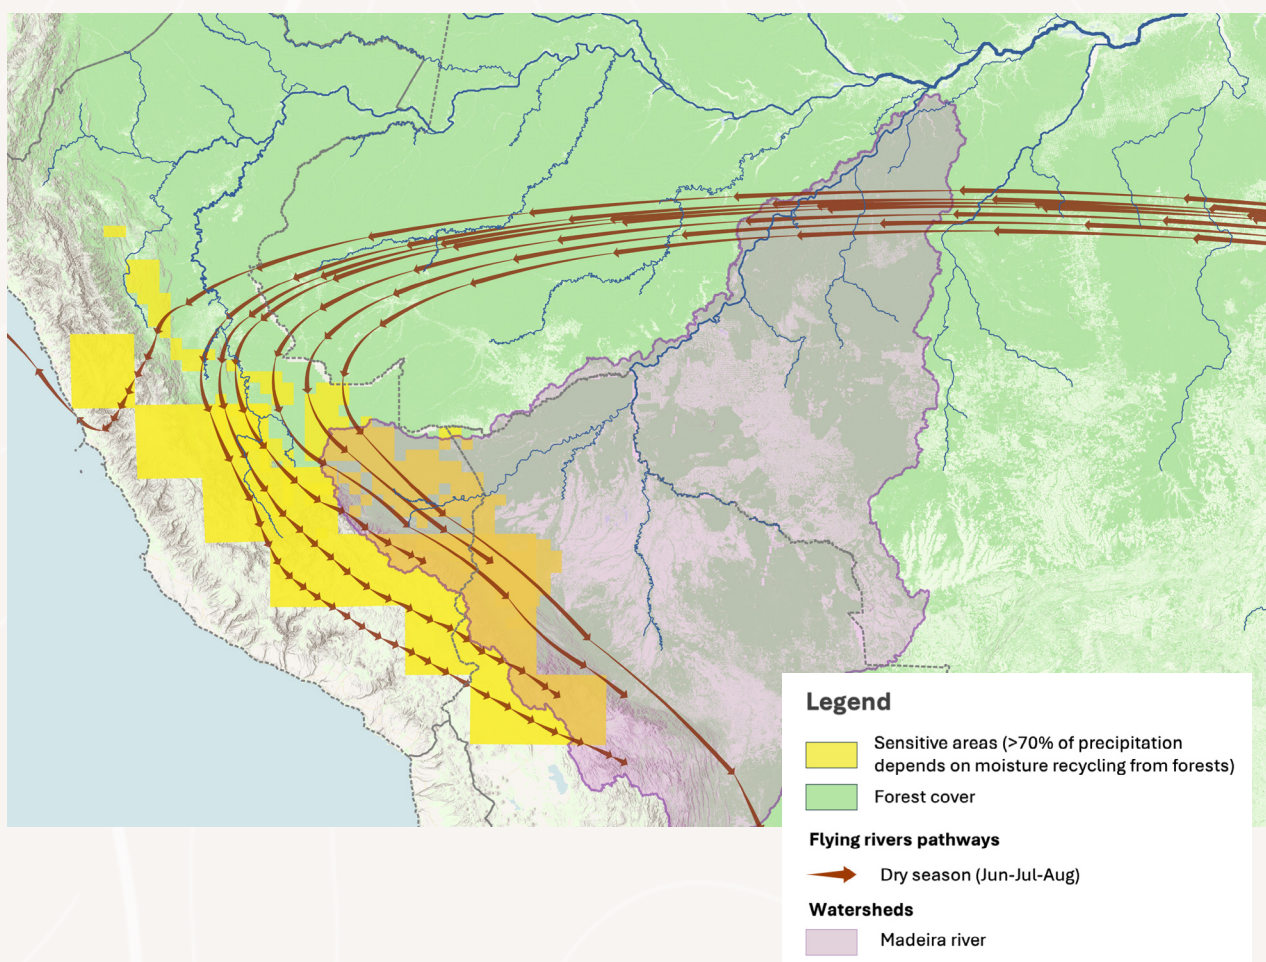 Legend
Sensitive areas (>70% of precipitation
depends on moisture recycling from forests)
Forest cover
Flying rivers pathways
Dry season (Jun-Jul-Aug)
Watersheds
Madeira river